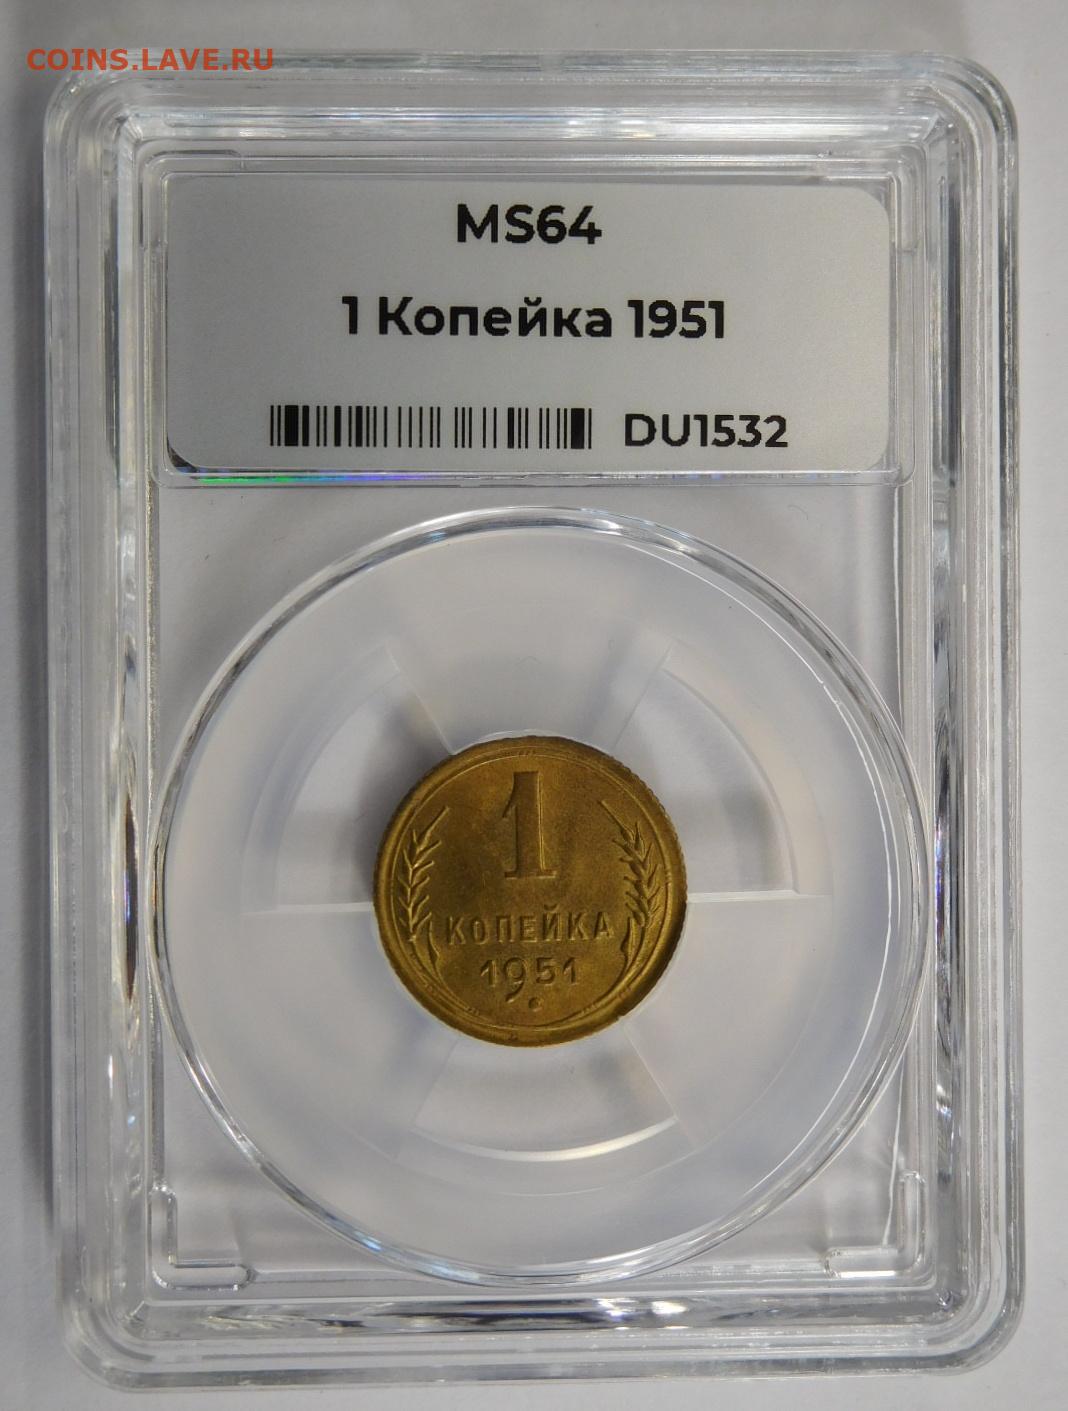 COINS.LAVE.RU
MS64
1 Копейка 1951
DU1532
1
КОПЕЙКА
1951